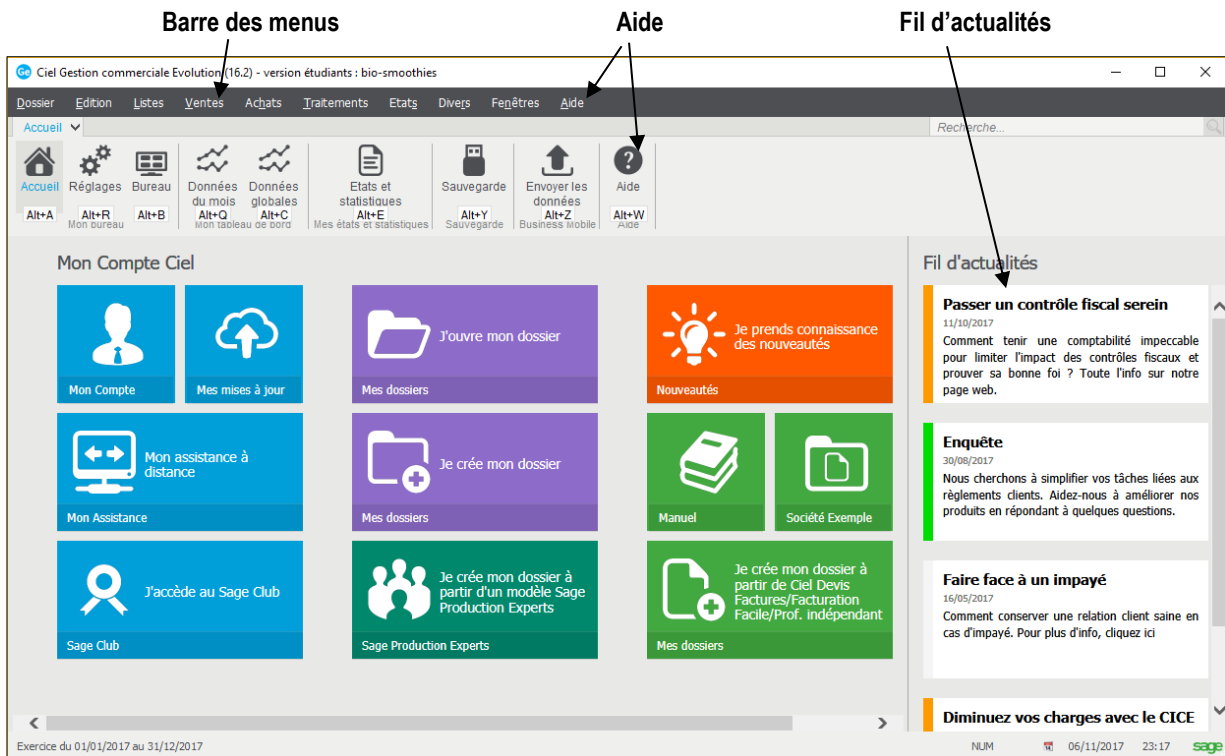 Barre des menus
Aide
Fil d'actualités
Ge Ciel Gestion commerciale Evolution (16.2) - version étudiants : bio-smoothies
Dossier Edition Listes Ventes Achats Traitements Etats Divers Fenêtres Aide
Accueil
Recherche...
Accueil Réglages Bureau Données du mois Données globales Etats et statistiques Sauvegarde Envoyer les données Aide
Alt+A Alt+R Alt+B Alt+Q Alt+C Alt+E Alt+Y Alt+Z Alt+W
Mon bureau Mon tableau de bord Mes états et statistiques Sauvegarde Business Mobile Aide
Mon Compte Ciel
Mon Compte
Mes mises à jour
J'ouvre mon dossier
Mes dossiers
Je prends connaissance
des nouveautés
Nouveautés
Mon assistance à
distance
Mon Assistance
Je crée mon dossier
Mes dossiers
Manuel
Société Exemple
J'accède au Sage Club
Sage Club
Je crée mon dossier à
partir d'un modèle Sage
Production Experts
Sage Production Experts
Je crée mon dossier à
partir de Ciel Devis
Factures/Facturation
Facile/Prof. indépendant
Mes dossiers
Fil d'actualités
Passer un contrôle fiscal serein
11/10/2017
Comment tenir une comptabilité impeccable
pour limiter l'impact des contrôles fiscaux et
prouver sa bonne foi ? Toute l'info sur notre
page web.
Enquête
30/08/2017
Nous cherchons à simplifier vos tâches liées aux
règlements clients. Aidez-nous à améliorer nos
produits en répondant à quelques questions.
Faire face à un impayé
16/05/2017
Comment conserver une relation client saine en
cas d'impayé. Pour plus d'info, cliquez ici
Diminuez vos charges avec le CICE
Exercice du 01/01/2017 au 31/12/2017
NUM 06/11/2017 23:17 sage